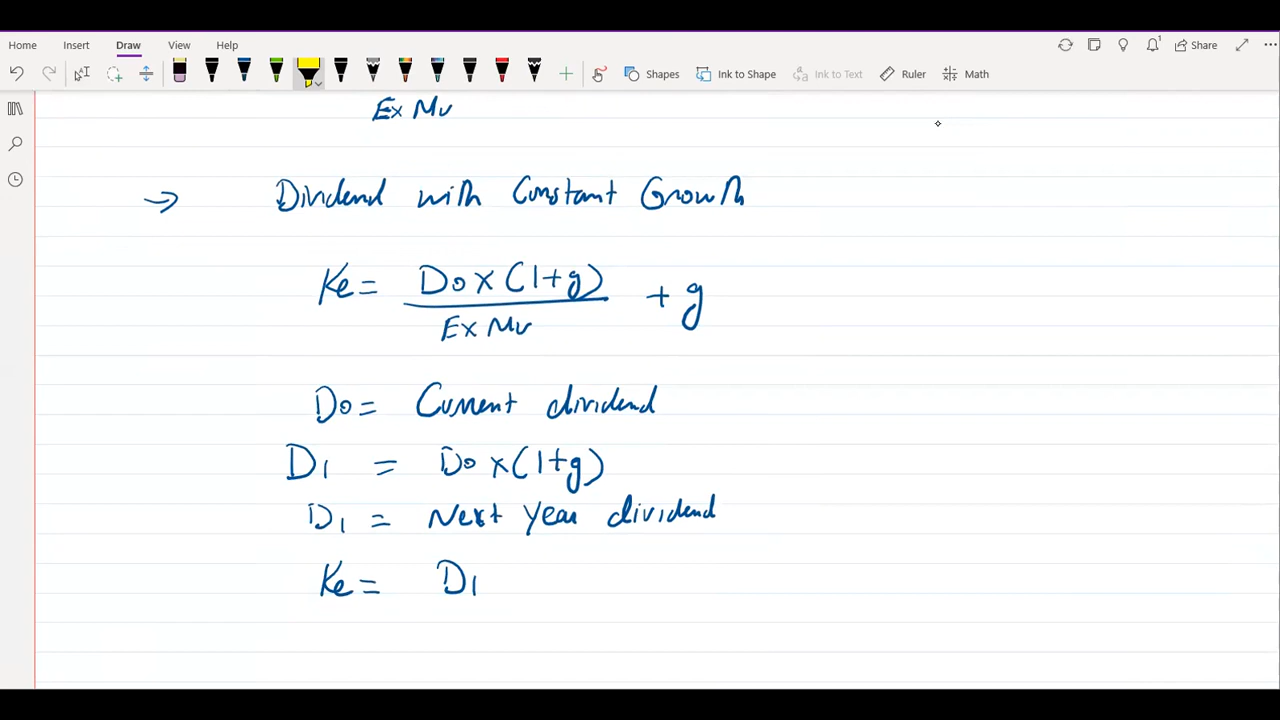 Home Insert Draw View Help
1 Share
Shapes Ink to Shape Ink to Text Ruler Math
Ex Mv
→ Dividend with Constant Growth
Ke = Do x (1+g) + g
Ex Mv
Do = Current dividend
D1 = Do x (1+g)
D1 = Next year dividend
Ke = D1